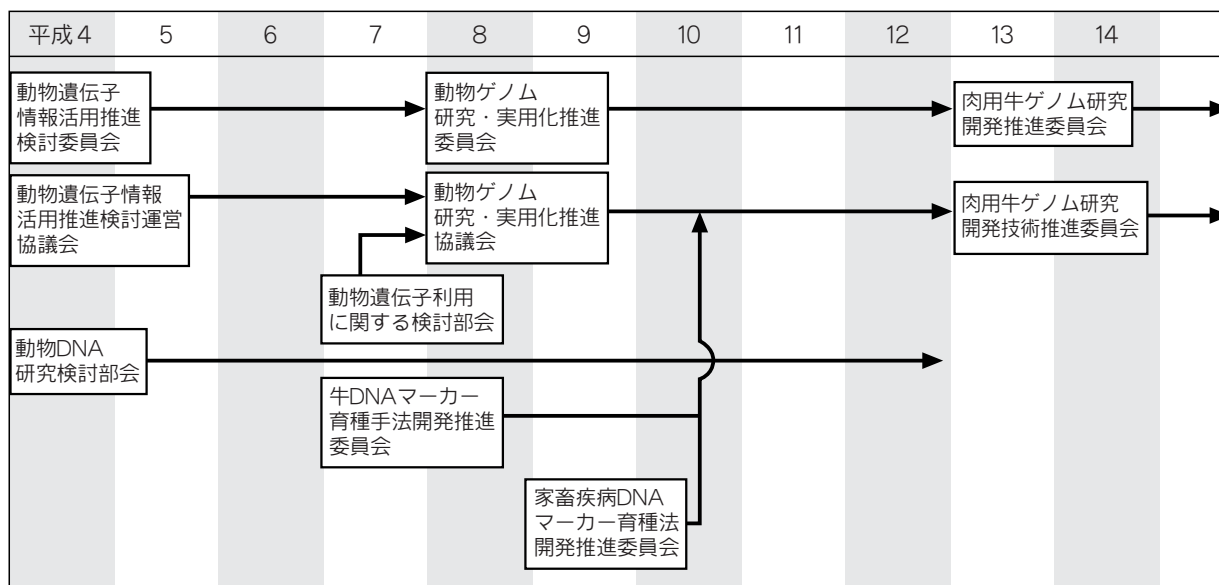 平成4 5 6 7 8 9 10 11 12 13 14
動物遺伝子
情報活用推進
検討委員会
動物ゲノム
研究・実用化推進
委員会
肉用牛ゲノム研究
開発推進委員会
動物遺伝子情報
活用推進検討運営
協議会
動物ゲノム
研究・実用化推進
協議会
肉用牛ゲノム研究
開発技術推進委員会
動物遺伝子利用
に関する検討部会
動物DNA
研究検討部会
牛DNAマーカー
育種手法開発推進
委員会
家畜疾病DNA
マーカー育種法
開発推進委員会